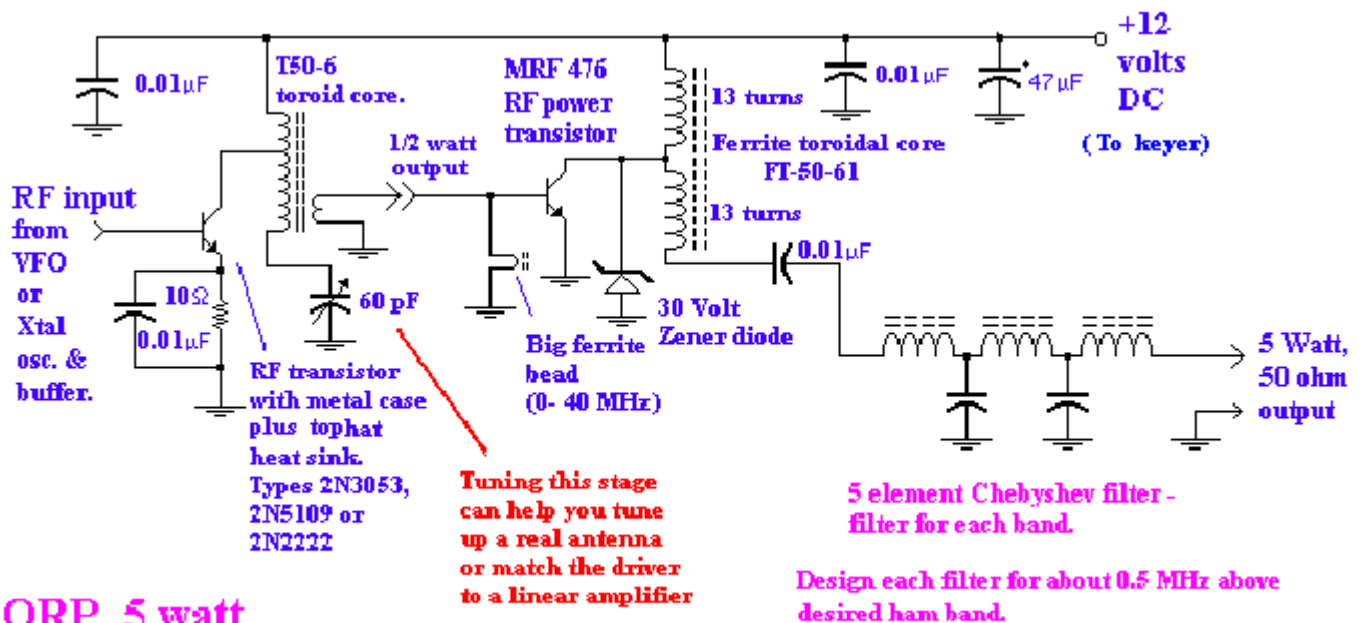 +12
volts
DC
(To keyer)
0.01µF
T50-6
toroid core.
MRF 476
RF power
transistor
13 turns
0.01µF
47µF
1/2 watt
output
Ferrite toroidal core
FT-50-61
13 turns
RF input
from
VFO
or
Xtal
osc. &
buffer.
10Ω
0.01µF
60 pF
0.01µF
30 Volt
Zener diode
Big ferrite
bead
(0- 40 MHz)
RF transistor
with metal case
plus tophat
heat sink.
Types 2N3053,
2N5109 or
2N2222
5 Watt,
50 ohm
output
Tuning this stage
can help you tune
up a real antenna
or match the driver
to a linear amplifier
5 element Chebyshev filter -
filter for each band.
Design each filter for about 0.5 MHz above
desired ham band.
QRP 5 watt